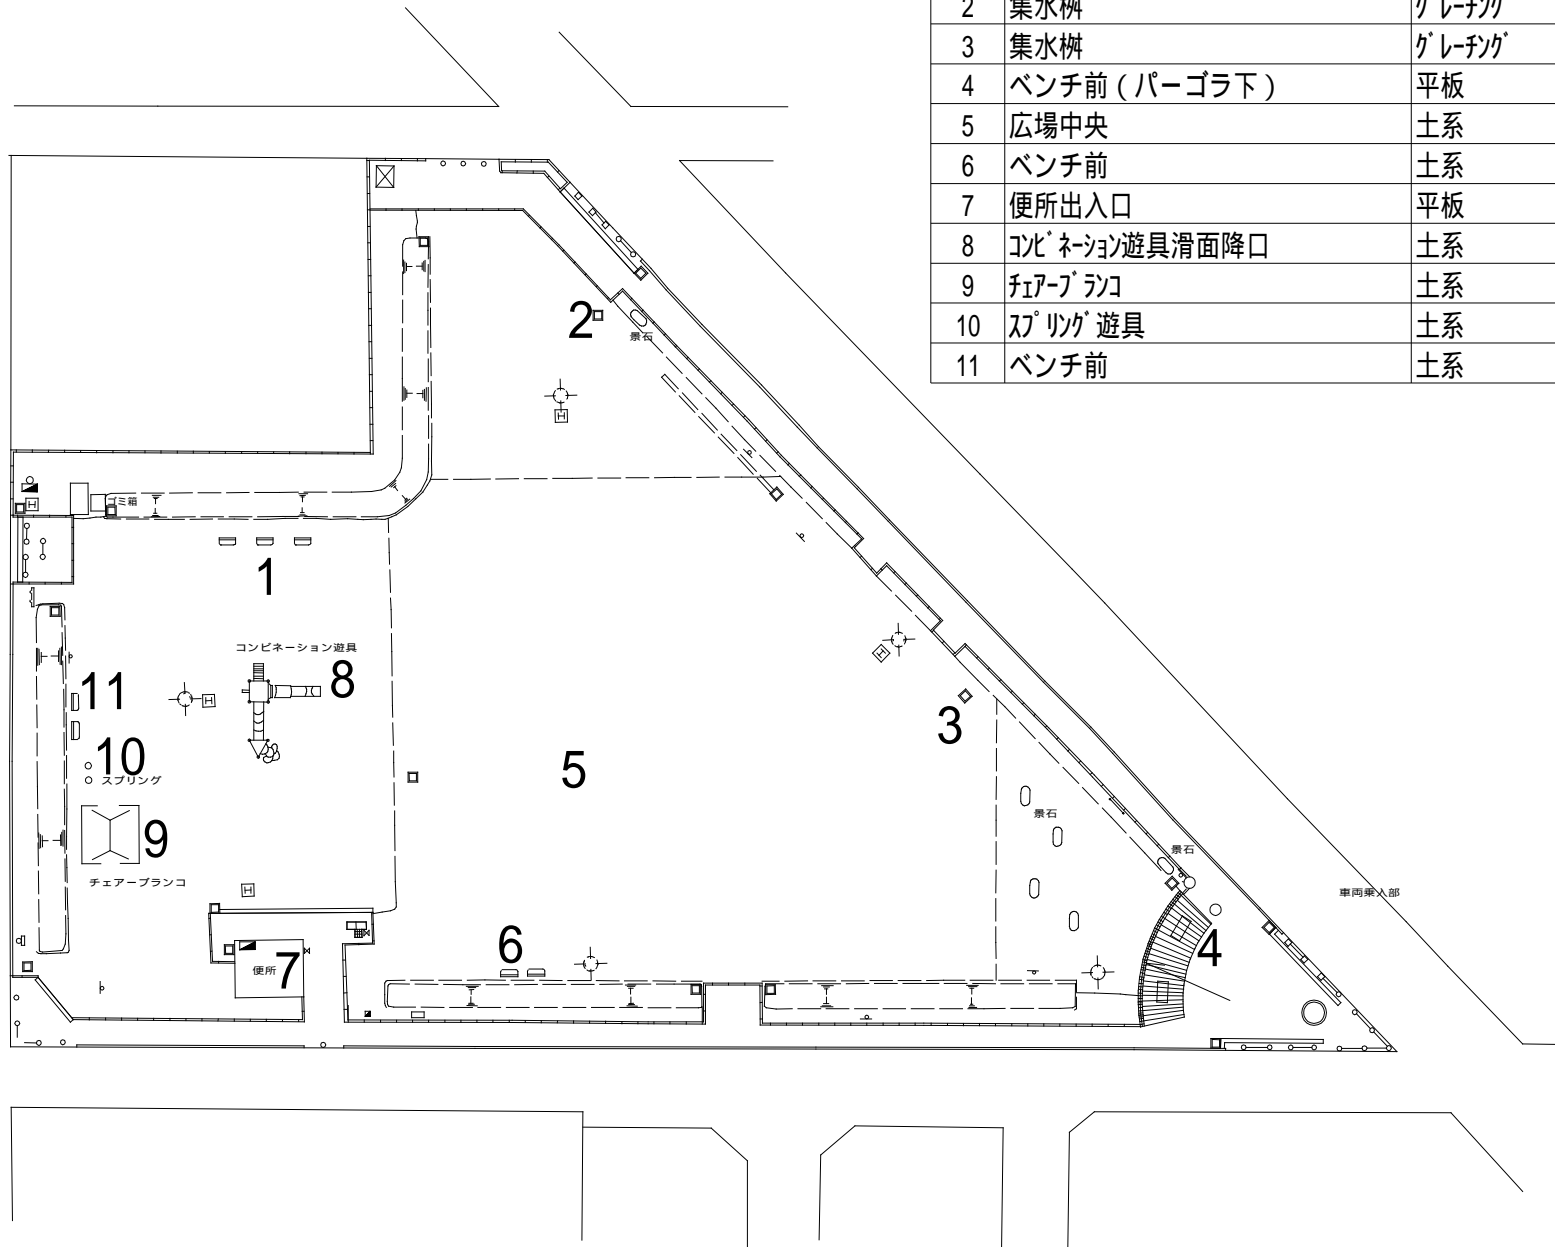 2 集水桝 グレーチング
3 集水桝 グレーチング
4 ベンチ前(パーゴラ下) 平板
5 広場中央 土系
6 ベンチ前 土系
7 便所出入口 平板
8 コンビネーション遊具滑面降口 土系
9 チェアーブランコ 土系
10 スプリング遊具 土系
11 ベンチ前 土系
2
景石
H
ゴミ箱
H
1
コンビネーション遊具
8
H
11
H
3
10
スプリング
5
9
景石
景石
チェアーブランコ
H
車両乗入部
6
4
7
便所